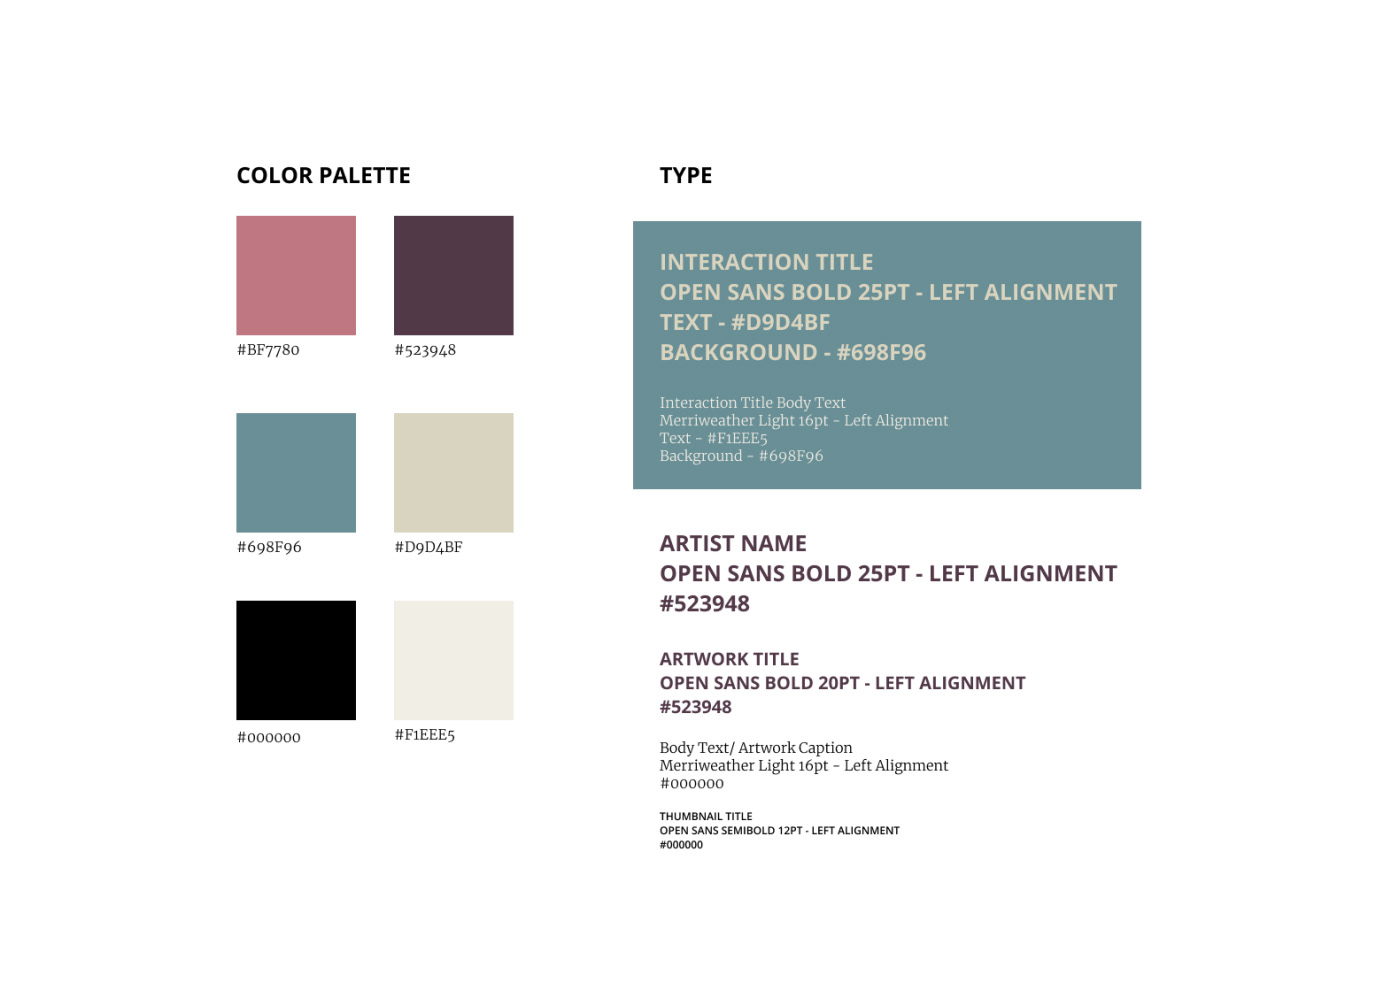 COLOR PALETTE
#BF7780
#523948
#698F96
#D9D4BF
#000000
#F1EEE5
TYPE
INTERACTION TITLE
OPEN SANS BOLD 25PT - LEFT ALIGNMENT
TEXT - #D9D4BF
BACKGROUND - #698F96
Interaction Title Body Text
Merriweather Light 16pt - Left Alignment
Text - #F1EEE5
Background - #698F96
ARTIST NAME
OPEN SANS BOLD 25PT - LEFT ALIGNMENT
#523948
ARTWORK TITLE
OPEN SANS BOLD 20PT - LEFT ALIGNMENT
#523948
Body Text/ Artwork Caption
Merriweather Light 16pt - Left Alignment
#000000
THUMBNAIL TITLE
OPEN SANS SEMIBOLD 12PT - LEFT ALIGNMENT
#000000